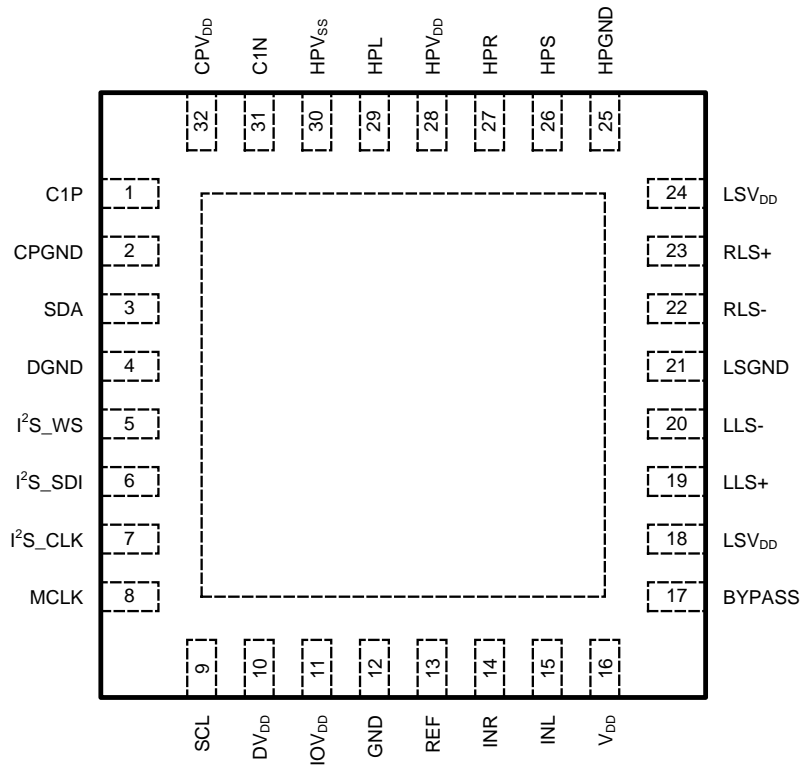 CPVDD
C1N
HPVSS
HPL
HPVDD
HPR
HPS
HPGND
32
31
30
29
28
27
26
25
C1P 1
24 LSVDD
CPGND 2
23 RLS+
SDA 3
22 RLS-
DGND 4
21 LSGND
I²S_WS 5
20 LLS-
I²S_SDI 6
19 LLS+
I²S_CLK 7
18 LSVDD
MCLK 8
17 BYPASS
9
10
11
12
13
14
15
16
SCL
DVDD
IOVDD
GND
REF
INR
INL
VDD